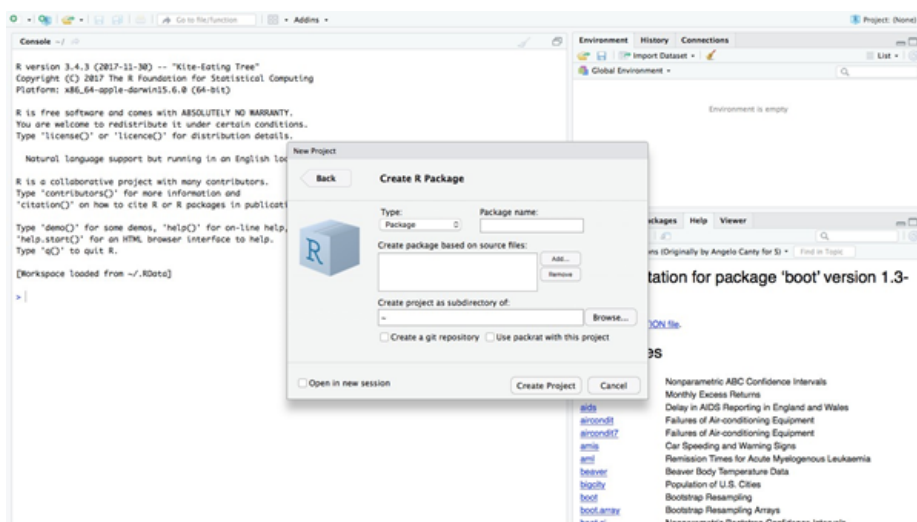 Go to file/function
Addins
Project: (None)
Console ~/
R version 3.4.3 (2017-11-30) -- "Kite-Eating Tree"
Copyright (C) 2017 The R Foundation for Statistical Computing
Platform: x86_64-apple-darwin15.6.0 (64-bit)
R is free software and comes with ABSOLUTELY NO WARRANTY.
You are welcome to redistribute it under certain conditions.
Type 'license()' or 'licence()' for distribution details.
Natural language support but running in an English loc
R is a collaborative project with many contributors.
Type 'contributors()' for more information and
'citation()' on how to cite R or R packages in publicati
Type 'demo()' for some demos, 'help()' for on-line help,
'help.start()' for an HTML browser interface to help.
Type 'q()' to quit R.
[Workspace loaded from ~/.RData]
>
New Project
Back
Create R Package
R
Type:
Package name:
Package
Create package based on source files:
Add...
Remove
Create project as subdirectory of:
~
Browse...
Create a git repository
Use packrat with this project
Open in new session
Create Project
Cancel
Environment History Connections
Import Dataset
List
Global Environment
Environment is empty
ckages Help Viewer
ns (Originally by Angelo Canty for S)
Find in Topic
tation for package 'boot' version 1.3-
ION file.
es
Nonparametric ABC Confidence Intervals
Monthly Excess Returns
aids Delay in AIDS Reporting in England and Wales
aircondit Failures of Air-conditioning Equipment
aircondit7 Failures of Air-conditioning Equipment
amis Car Speeding and Warning Signs
aml Remission Times for Acute Myelogenous Leukaemia
beaver Beaver Body Temperature Data
bigcity Population of U.S. Cities
boot Bootstrap Resampling
boot.array Bootstrap Resampling Arrays
boot.ci Nonparametric Bootstrap Confidence Intervals